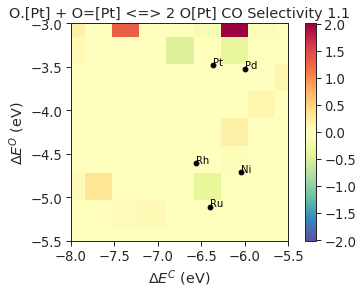 O.[Pt] + O=[Pt] <=> 2 O[Pt] CO Selectivity 1.1
−3.0
−3.5
−4.0
−4.5
−5.0
−5.5
ΔE^O (eV)
Pt
Pd
Rh
Ni
Ru
−8.0 −7.5 −7.0 −6.5 −6.0 −5.5
ΔE^C (eV)
2.0
1.5
1.0
0.5
0.0
−0.5
−1.0
−1.5
−2.0